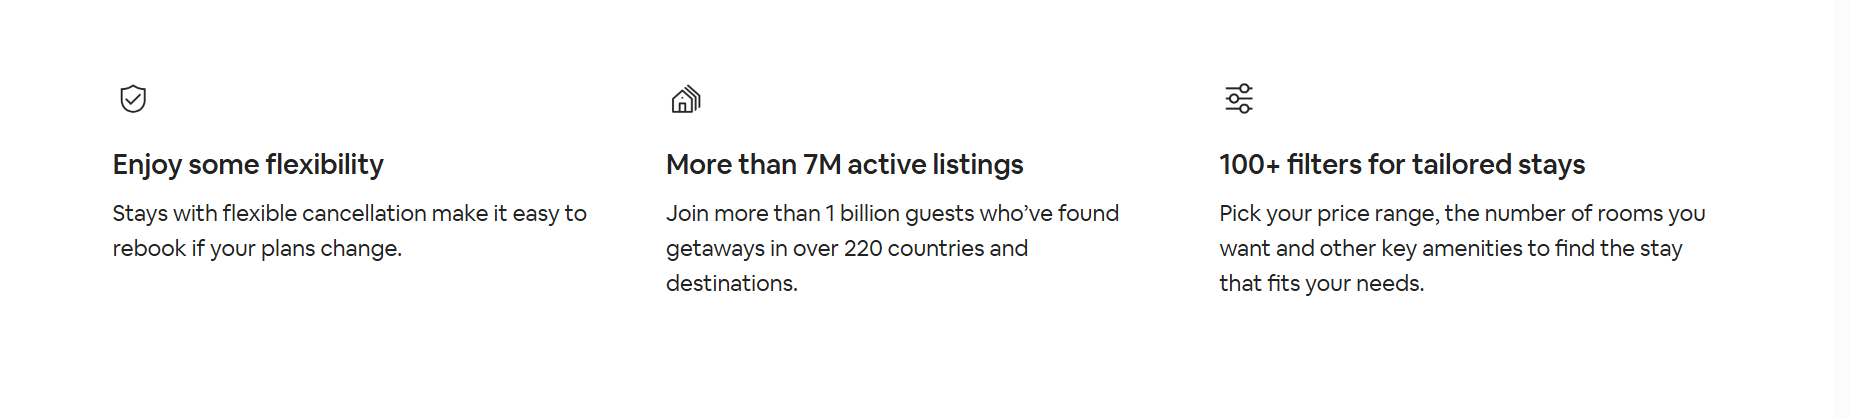 Enjoy some flexibility
Stays with flexible cancellation make it easy to
rebook if your plans change.
More than 7M active listings
Join more than 1 billion guests who’ve found
getaways in over 220 countries and
destinations.
100+ filters for tailored stays
Pick your price range, the number of rooms you
want and other key amenities to find the stay
that fits your needs.